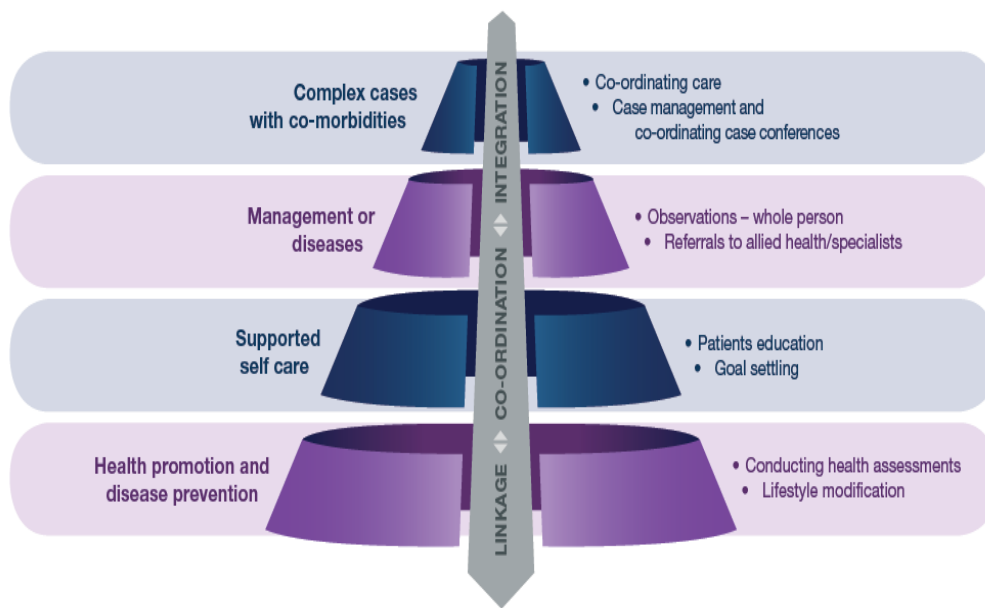 Complex cases
with co-morbidities
• Co-ordinating care
• Case management and
co-ordinating case conferences
Management or
diseases
• Observations – whole person
• Referrals to allied health/specialists
Supported
self care
• Patients education
• Goal settling
Health promotion and
disease prevention
• Conducting health assessments
• Lifestyle modification
LINKAGE ◁▷ CO-ORDINATION ◁▷ INTEGRATION